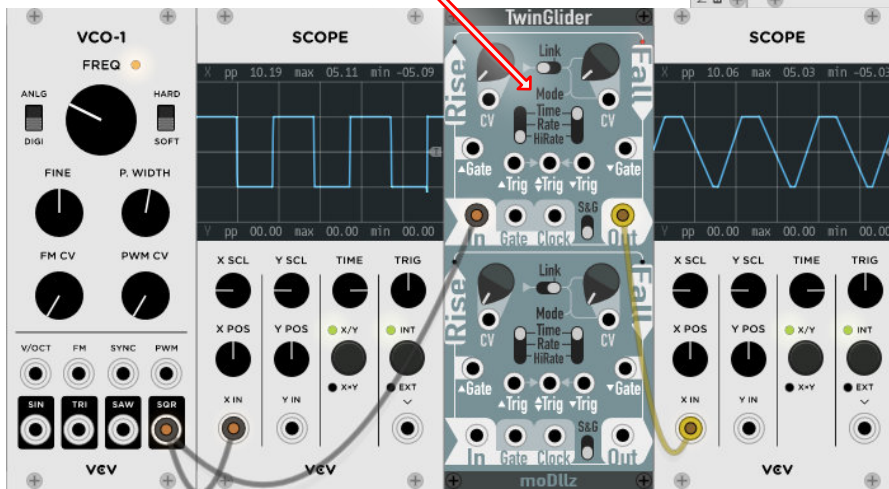 VCO-1
FREQ
ANLG
HARD
DIGI
SOFT
FINE
P. WIDTH
FM CV
PWM CV
V/OCT FM SYNC PWM
SIN TRI SAW SQR
VCV
SCOPE
X pp 10.19 max 05.11 min -05.09
T
Y pp 00.00 max 00.00 min 00.00
X SCL Y SCL TIME TRIG
X POS Y POS X/Y INT
X×Y EXT
X IN Y IN
VCV
TwinGlider
Rise
Link
Fall
CV
Mode
CV
Time
Rate
HiRate
▲Gate
▼Gate
▲Trig ♦Trig ▼Trig
S&G
In Gate Clock Out
Rise
Link
Fall
CV
Mode
CV
Time
Rate
HiRate
▲Gate
▼Gate
▲Trig ♦Trig ▼Trig
S&G
In Gate Clock Out
moDllz
SCOPE
X pp 10.06 max 05.03 min -05.03
Y pp 00.00 max 00.00 min 00.00
X SCL Y SCL TIME TRIG
X POS Y POS X/Y INT
X×Y EXT
X IN Y IN
VCV